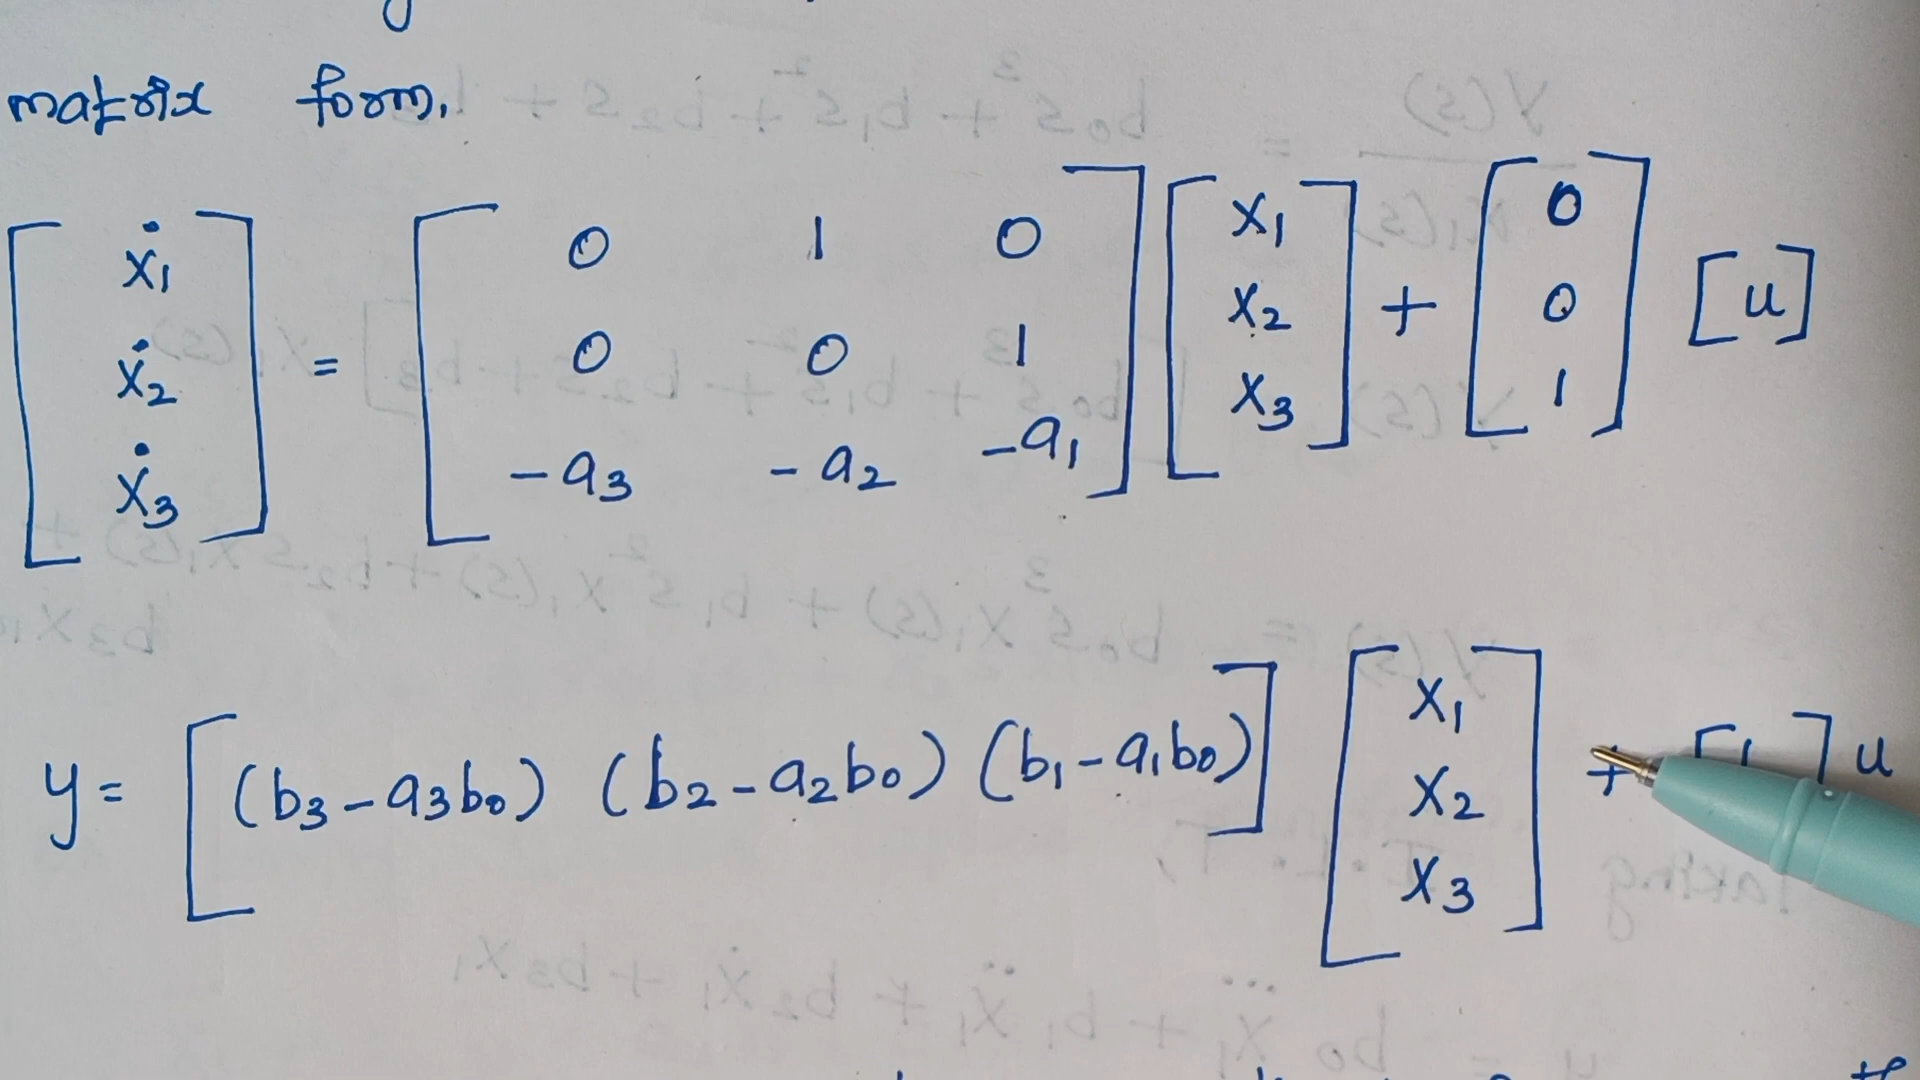 matrix form,
[ẋ1 ẋ2 ẋ3] = [0 1 0; 0 0 1; -a3 -a2 -a1] [x1 x2 x3] + [0 0 1] [u]
y = [(b3-a3b0) (b2-a2b0) (b1-a1b0)] [x1 x2 x3] + [ ] u